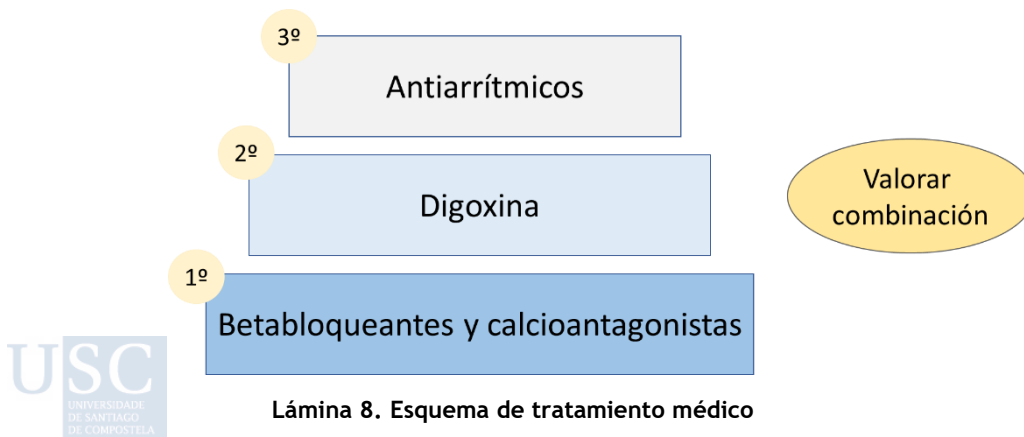 3º
Antiarrítmicos
2º
Digoxina
Valorar
combinación
1º
Betabloqueantes y calcioantagonistas
USC
UNIVERSIDADE
DE SANTIAGO
DE COMPOSTELA
Lámina 8. Esquema de tratamiento médico